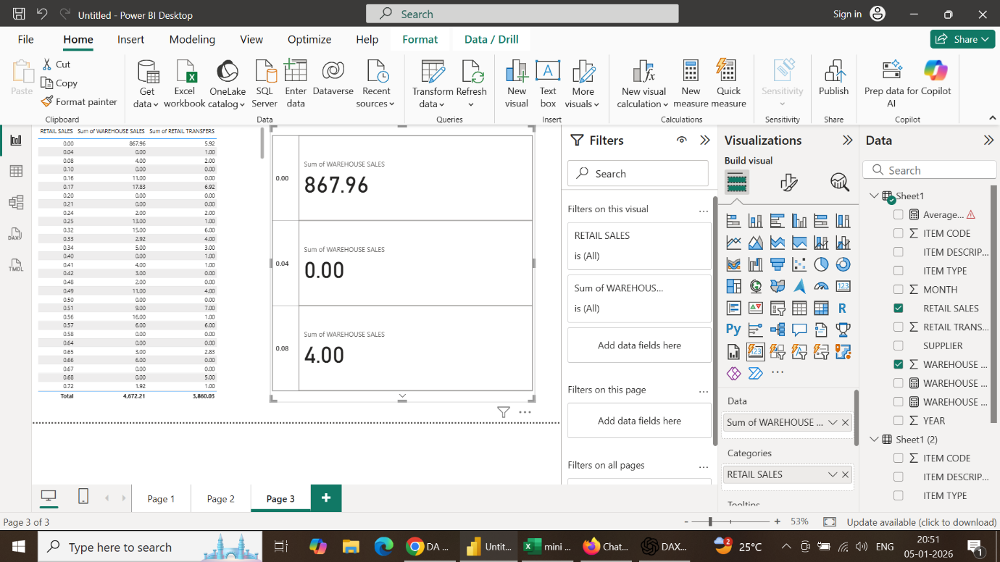 Untitled - Power BI Desktop
Search
Sign in
File Home Insert Modeling View Optimize Help Format Data / Drill
Share
Paste
Cut
Copy
Format painter
Clipboard
Get data
Excel workbook
OneLake catalog
SQL Server
Enter data
Dataverse
Recent sources
Data
Transform data
Refresh
Queries
New visual
Text box
More visuals
Insert
New visual calculation
New measure
Quick measure
Calculations
Sensitivity
Sensitivity
Publish
Share
Prep data for AI
Copilot
Copilot
RETAIL SALES Sum of WAREHOUSE SALES Sum of RETAIL TRANSFERS
0.00 867.96 5.92
0.04 0.00 1.00
0.08 4.00 2.00
0.10 0.00 0.00
0.16 11.00 0.00
0.17 17.83 6.92
0.20 0.00 0.00
0.21 0.00 0.00
0.24 2.00 2.00
0.25 13.00 1.00
0.32 15.00 6.00
0.33 2.92 4.00
0.34 5.00 3.00
0.40 0.00 1.00
0.41 4.00 1.00
0.42 3.00 0.00
0.48 2.00 0.00
0.49 11.00 4.00
0.50 0.00 0.00
0.51 9.00 7.00
0.56 16.00 1.00
0.57 6.00 6.00
0.58 0.00 0.00
0.64 0.00 0.00
0.65 3.00 2.83
0.66 6.00 0.00
0.67 0.00 0.00
0.68 0.00 5.00
0.72 1.92 1.00
Total 4,672.21 3,860.03
0.00
Sum of WAREHOUSE SALES
867.96
0.04
Sum of WAREHOUSE SALES
0.00
0.08
Sum of WAREHOUSE SALES
4.00
Filters
Search
Filters on this visual ...
RETAIL SALES
is (All)
Sum of WAREHOUS...
is (All)
Add data fields here
Filters on this page ...
Add data fields here
Filters on all pages ...
Visualizations
Build visual
123
R
Py
123
...
Data
Sum of WAREHOUSE ...
Categories
RETAIL SALES
Tooltips
Data
Search
Sheet1
Average...
ITEM CODE
ITEM DESCRIP...
ITEM TYPE
MONTH
RETAIL SALES
RETAIL TRANS...
SUPPLIER
WAREHOUSE ...
WAREHOUSE ...
WAREHOUSE ...
YEAR
Sheet1 (2)
ITEM CODE
ITEM DESCRIP...
ITEM TYPE
DAX
TMDL
Page 1 Page 2 Page 3 +
Page 3 of 3
- + 53%
Update available (click to download)
Type here to search
DA ...
Untit...
mini ...
Chat...
DAX...
2
25°C
ENG
20:51
05-01-2026
1